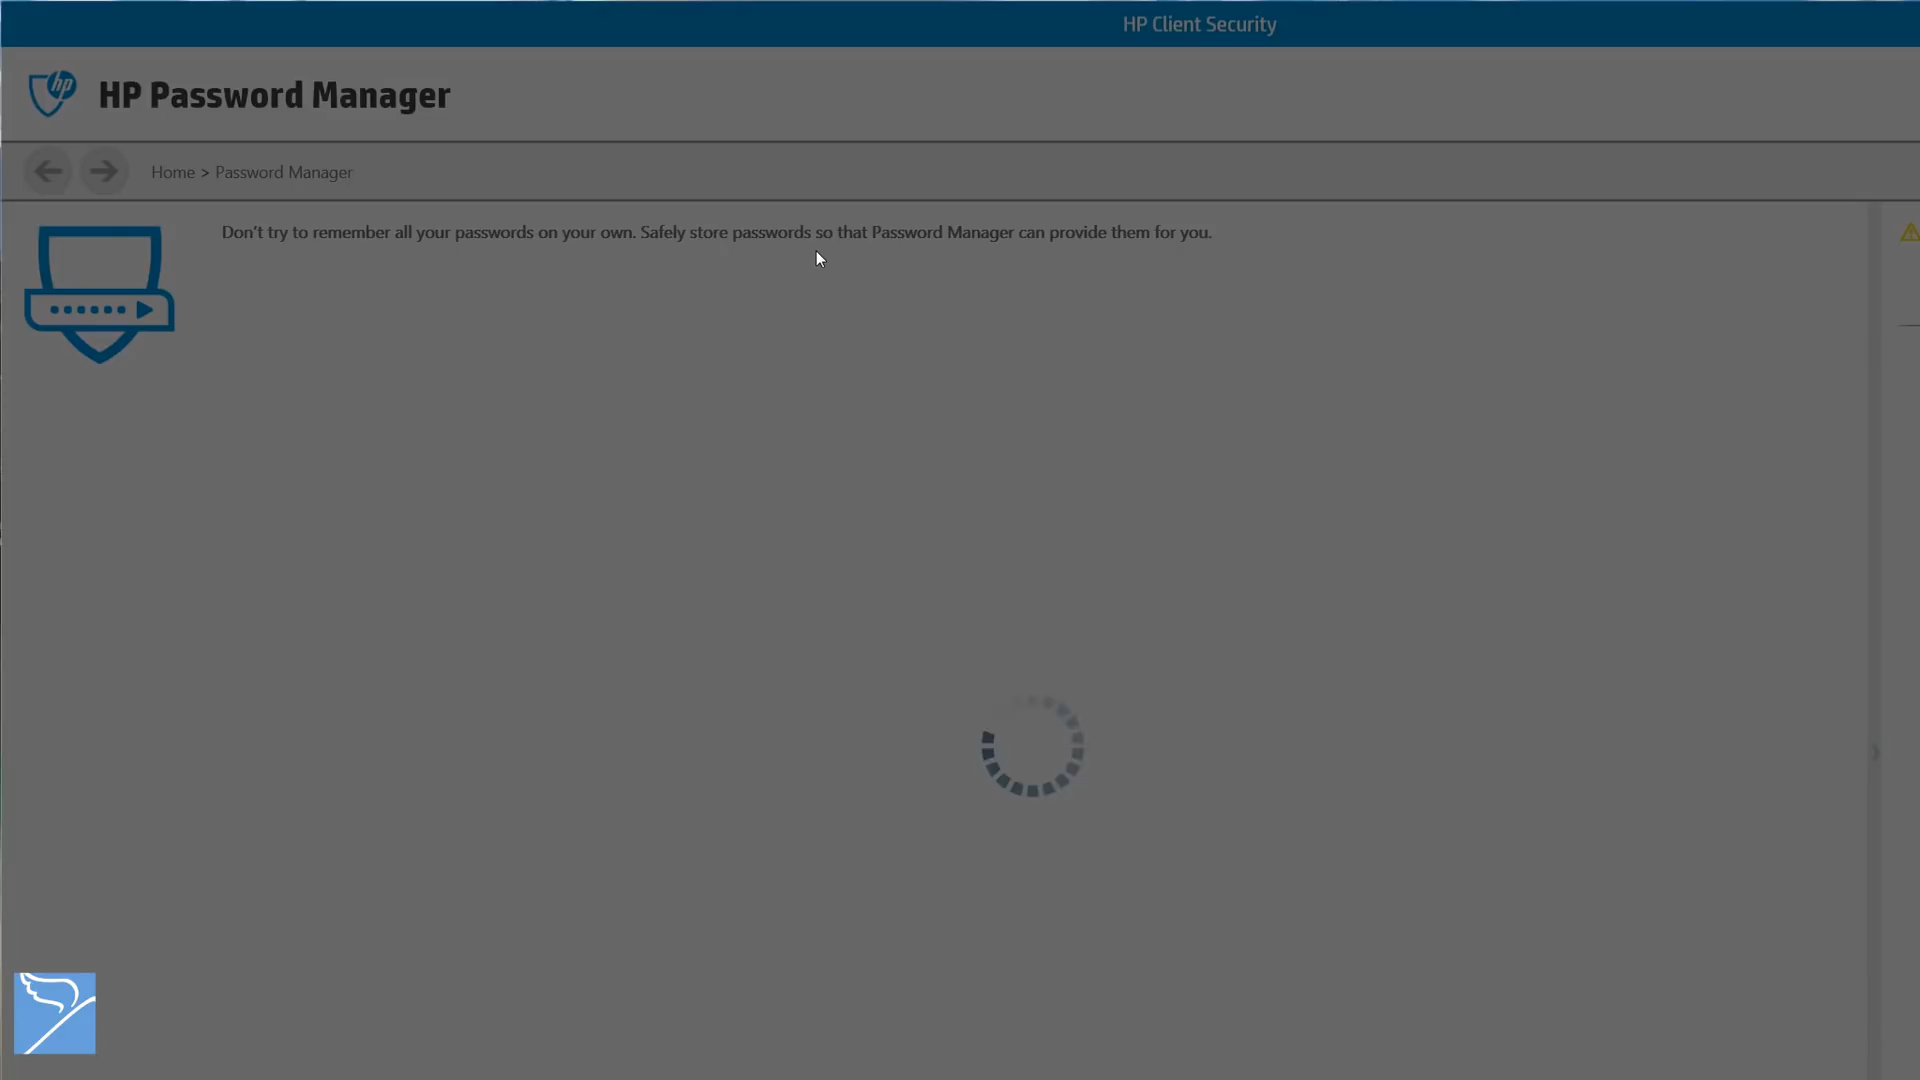 HP Client Security
hp
HP Password Manager
Home > Password Manager
Don't try to remember all your passwords on your own. Safely store passwords so that Password Manager can provide them for you.